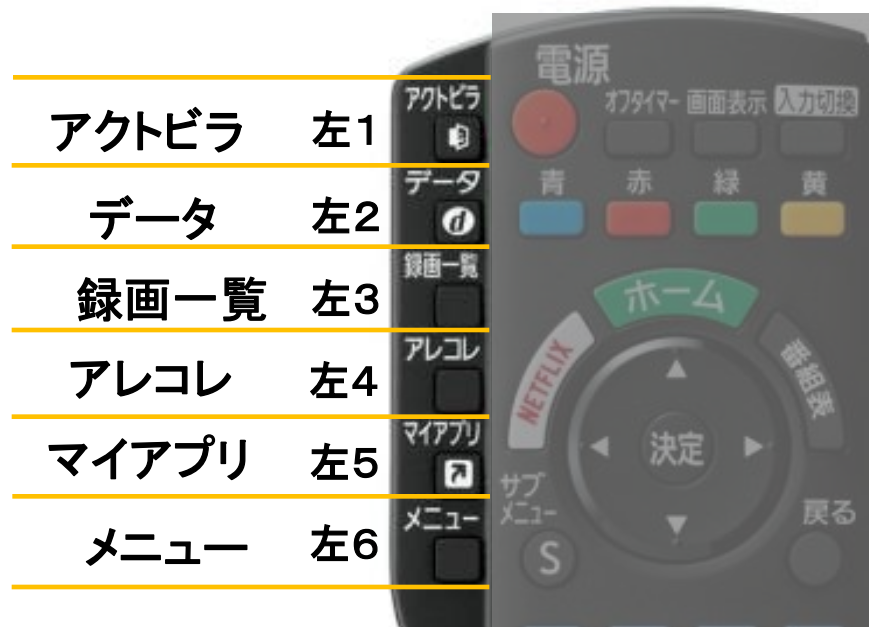 電源
アクトビラ 左1 アクトビラ オフタイマー 画面表示 入力切換
データ 左2 データ 青 赤 緑 黄
d
録画一覧 左3 録画一覧
ホーム
アレコレ 左4 アレコレ
NETFLIX 番組表
マイアプリ 左5 マイアプリ
決定
サブ
メニュー 戻る
メニュー 左6 メニュー
S